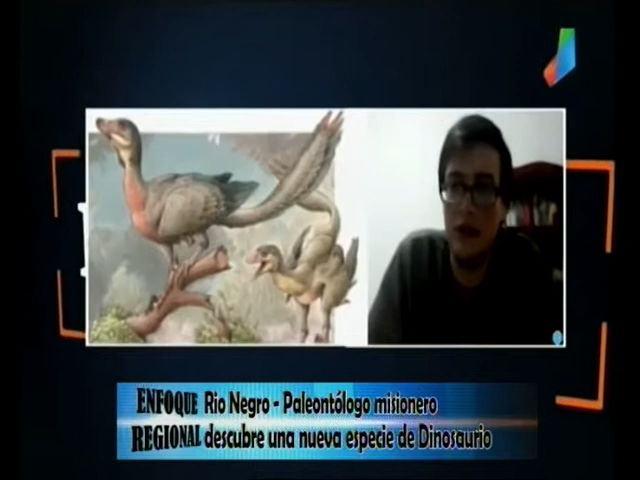 ENFOQUE Rio Negro - Paleontólogo misionero
REGIONAL descubre una nueva especie de Dinosaurio